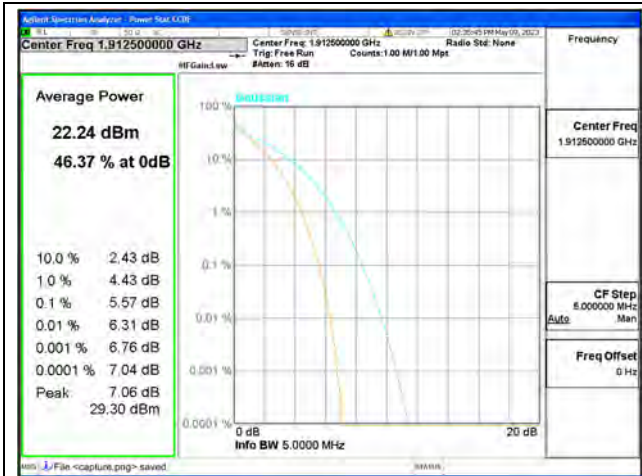 Agilent Spectrum Analyzer - Power Stat CCDF
02:36:45 PM May 09, 2023
Center Freq 1.912500000 GHz
Center Freq: 1.912500000 GHz
Radio Std: None
Trig: Free Run
Counts:1.00 M/1.00 Mpt
#IFGain:Low
#Atten: 16 dB
Frequency
Average Power
22.24 dBm
46.37 % at 0dB
10.0 % 2.43 dB
1.0 % 4.43 dB
0.1 % 5.57 dB
0.01 % 6.31 dB
0.001 % 6.76 dB
0.0001 % 7.04 dB
Peak 7.06 dB
29.30 dBm
Gaussian
100 %
10 %
1 %
0.1 %
0.01 %
0.001 %
0.0001 %
0 dB
20 dB
Info BW 5.0000 MHz
Center Freq
1.912500000 GHz
CF Step
5.000000 MHz
Auto Man
Freq Offset
0 Hz
MSG File <capture.png> saved
STATUS